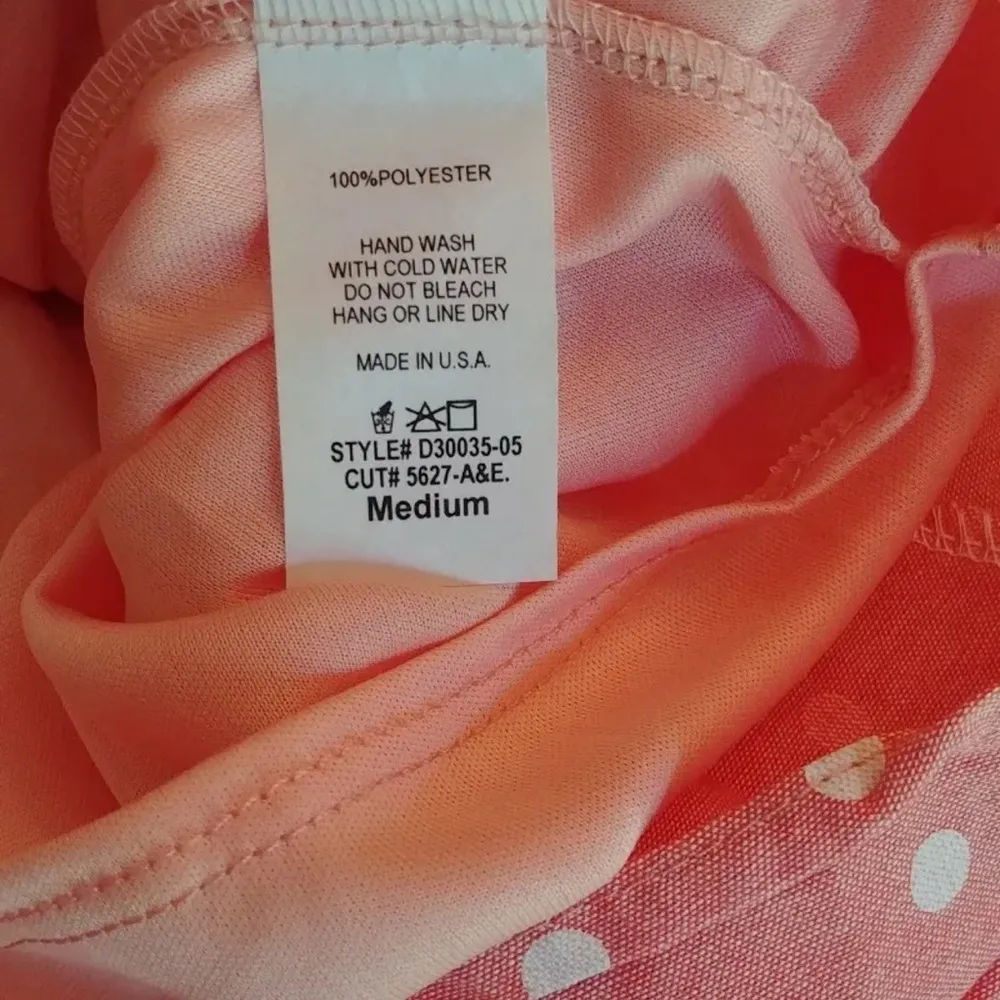 100%POLYESTER
HAND WASH
WITH COLD WATER
DO NOT BLEACH
HANG OR LINE DRY
MADE IN U.S.A.
STYLE# D30035-05
CUT# 5627-A&E.
Medium